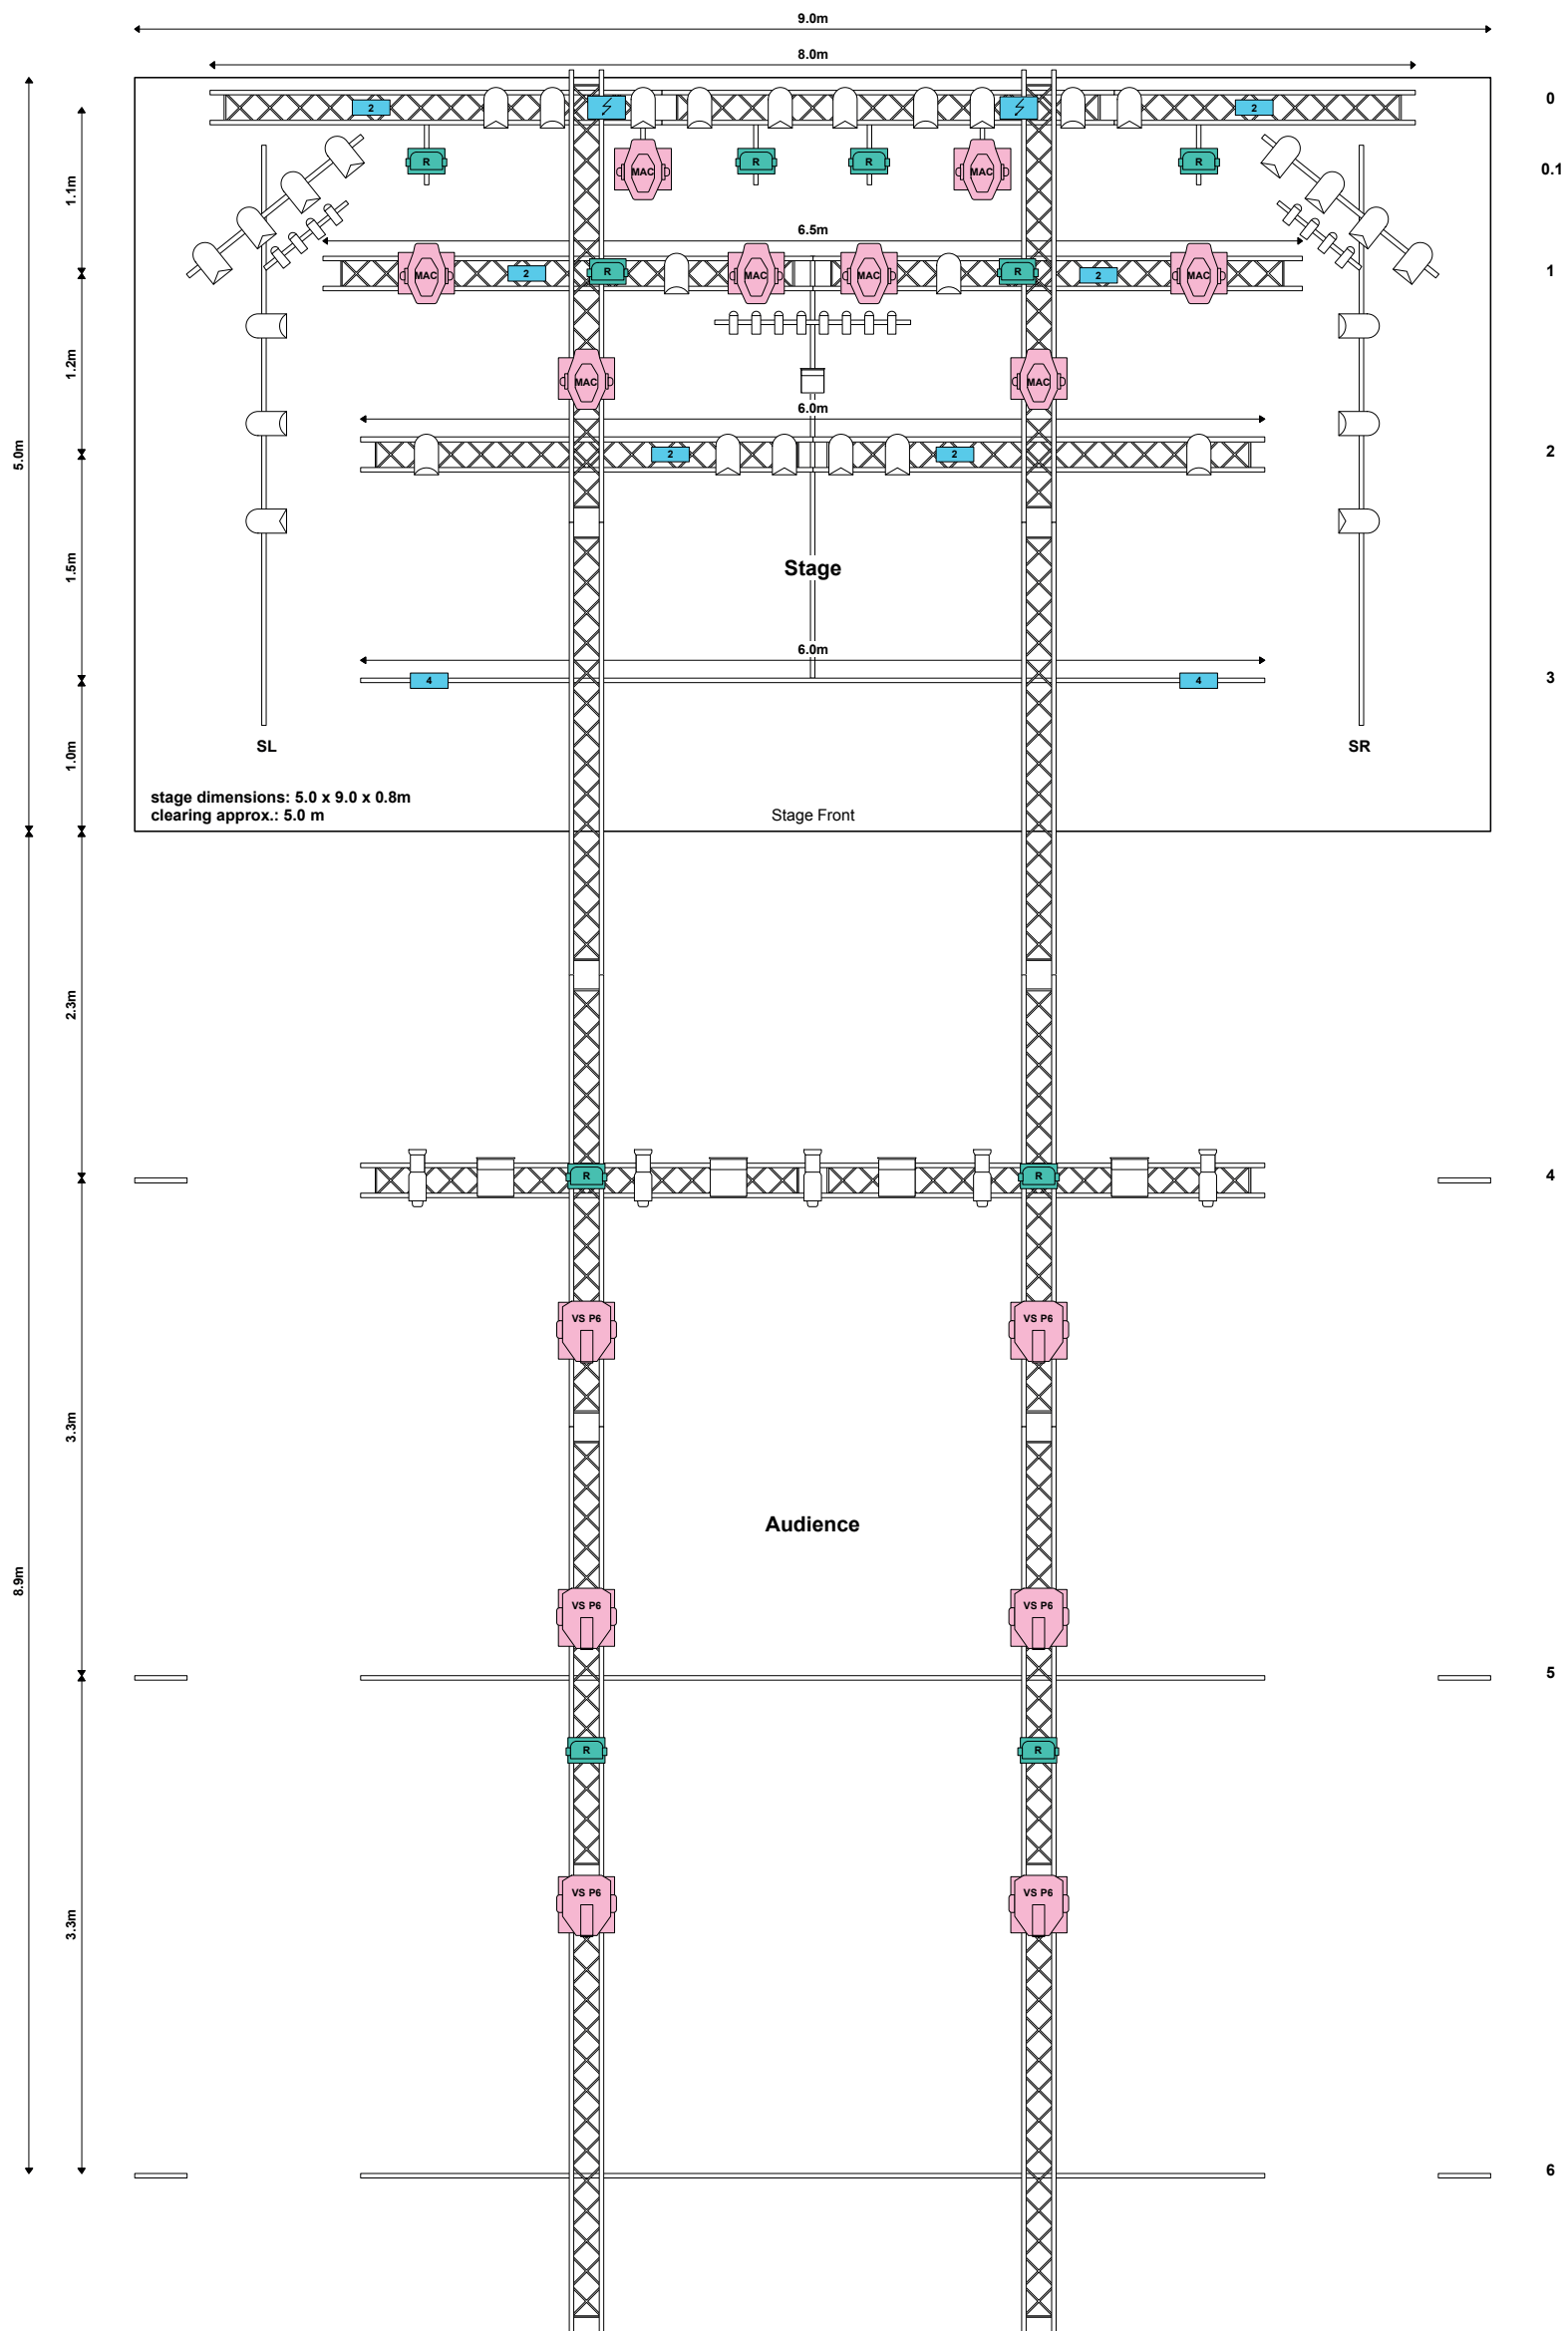 9.0m
8.0m
0
2
2
R
MAC
R
R
MAC
R
0.1
1.1m
6.5m
MAC
2
R
MAC
MAC
R
2
MAC
1
1.2m
MAC
MAC
6.0m
5.0m
2
2
2
1.5m
Stage
6.0m
4
4
3
1.0m
SL
SR
stage dimensions: 5.0 x 9.0 x 0.8m
clearing approx.: 5.0 m
Stage Front
2.3m
R
R
4
VS P6
VS P6
3.3m
Audience
8.9m
VS P6
VS P6
5
R
R
VS P6
VS P6
3.3m
6